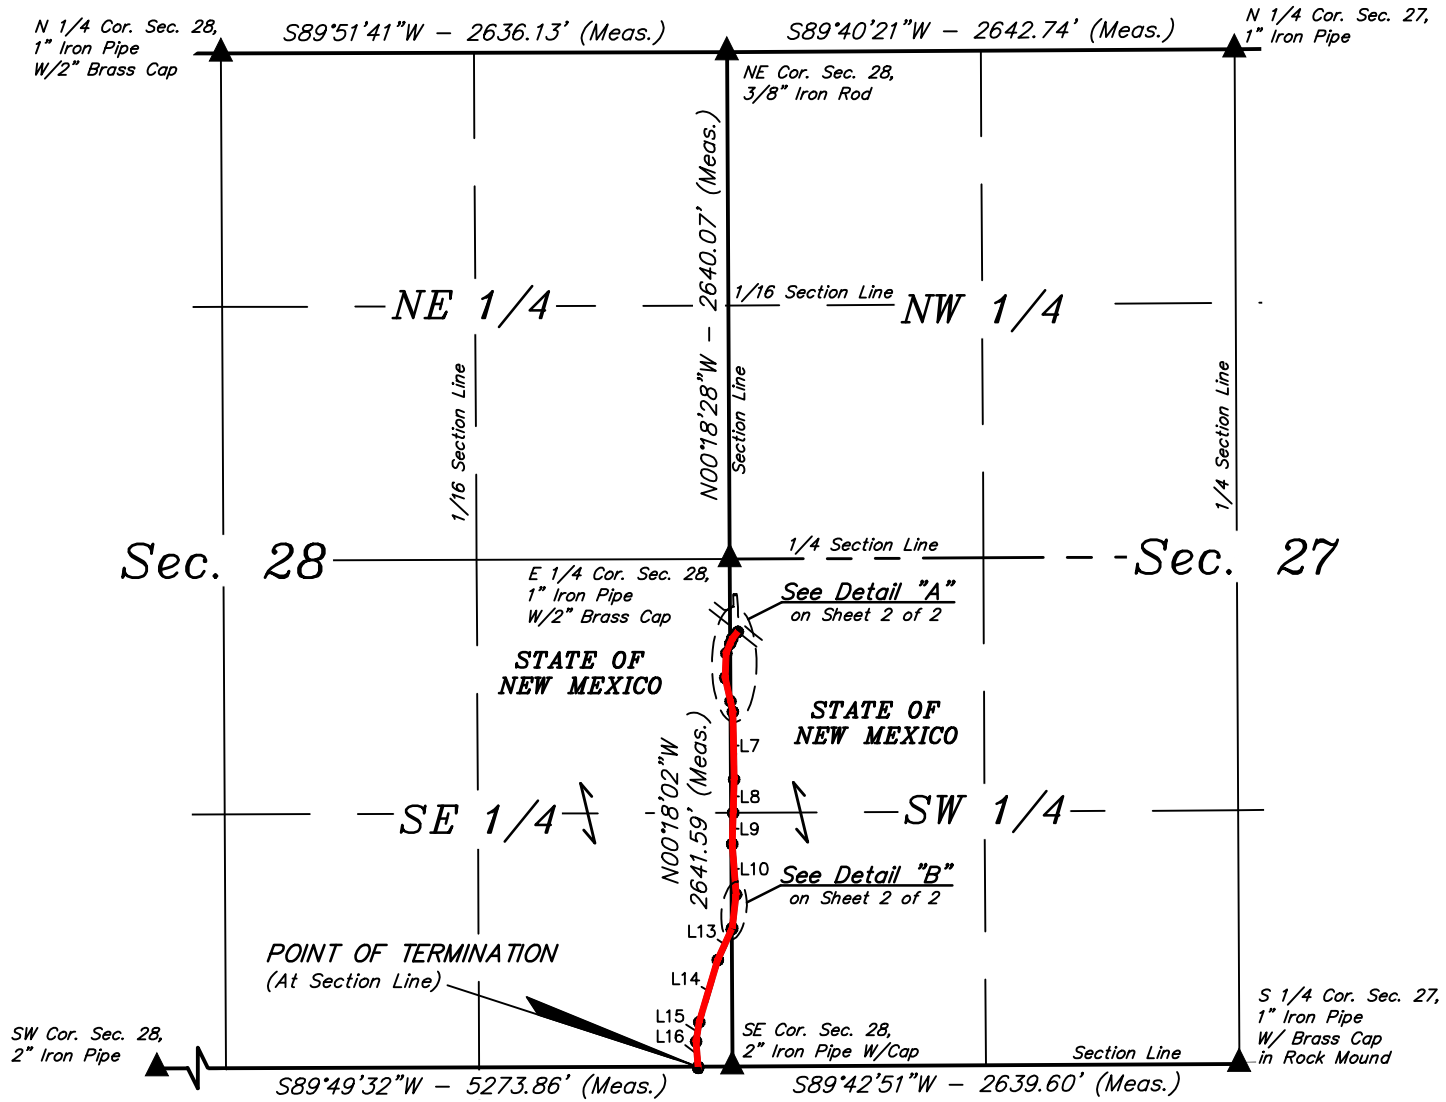 N 1/4 Cor. Sec. 28,
1" Iron Pipe
W/2" Brass Cap
S89°51'41"W - 2636.13' (Meas.)
S89°40'21"W - 2642.74' (Meas.)
N 1/4 Cor. Sec. 27,
1" Iron Pipe
NE Cor. Sec. 28,
3/8" Iron Rod
N00°18'28"W - 2640.07' (Meas.)
Section Line
1/16 Section Line
NE 1/4
NW 1/4
1/16 Section Line
1/4 Section Line
Sec. 28
1/4 Section Line
Sec. 27
E 1/4 Cor. Sec. 28,
1" Iron Pipe
W/2" Brass Cap
See Detail "A"
on Sheet 2 of 2
STATE OF
NEW MEXICO
STATE OF
NEW MEXICO
N00°18'02"W
2641.59' (Meas.)
L7
L8
L9
L10
SE 1/4
SW 1/4
See Detail "B"
on Sheet 2 of 2
L13
L14
L15
L16
POINT OF TERMINATION
(At Section Line)
SW Cor. Sec. 28,
2" Iron Pipe
SE Cor. Sec. 28,
2" Iron Pipe W/Cap
Section Line
S 1/4 Cor. Sec. 27,
1" Iron Pipe
W/ Brass Cap
in Rock Mound
S89°49'32"W - 5273.86' (Meas.)
S89°42'51"W - 2639.60' (Meas.)